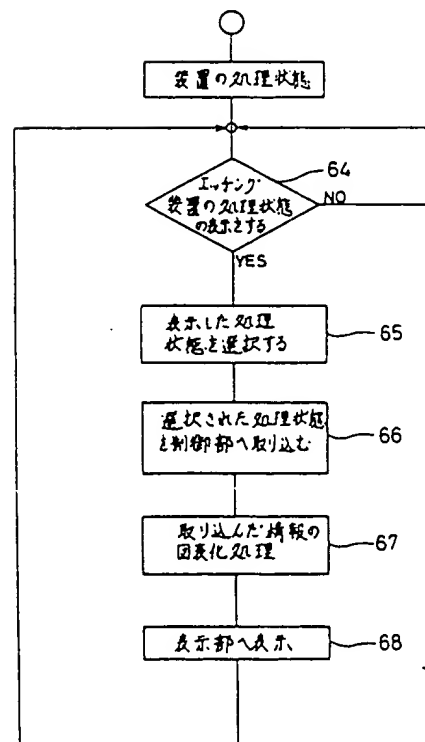 装置の処理状態
64
エッチング
装置の処理状態
の表示をする
NO
YES
表示した処理
状態を選択する
65
選択された処理状態
を制御部へ取り込む
66
取り込んだ情報の
図表化処理
67
表示部へ表示
68